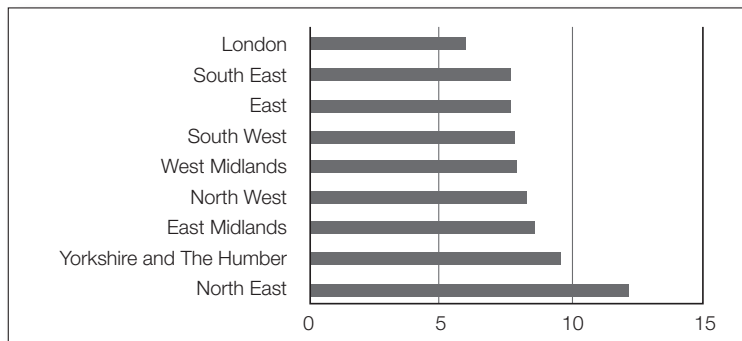 London
South East
East
South West
West Midlands
North West
East Midlands
Yorkshire and The Humber
North East
0 5 10 15